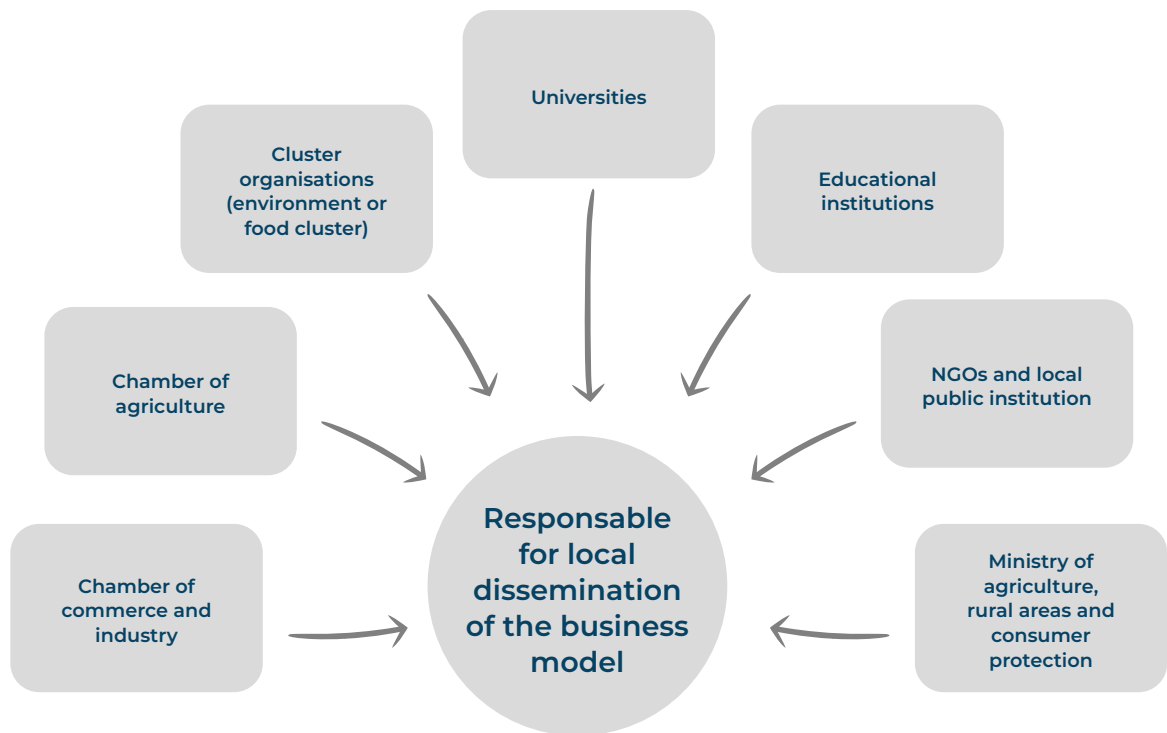 Universities
Cluster
organisations
(environment or
food cluster)
Educational
institutions
Chamber of
agriculture
NGOs and local
public institution
Chamber of
commerce and
industry
Responsable
for local
dissemination
of the business
model
Ministry of
agriculture,
rural areas and
consumer
protection